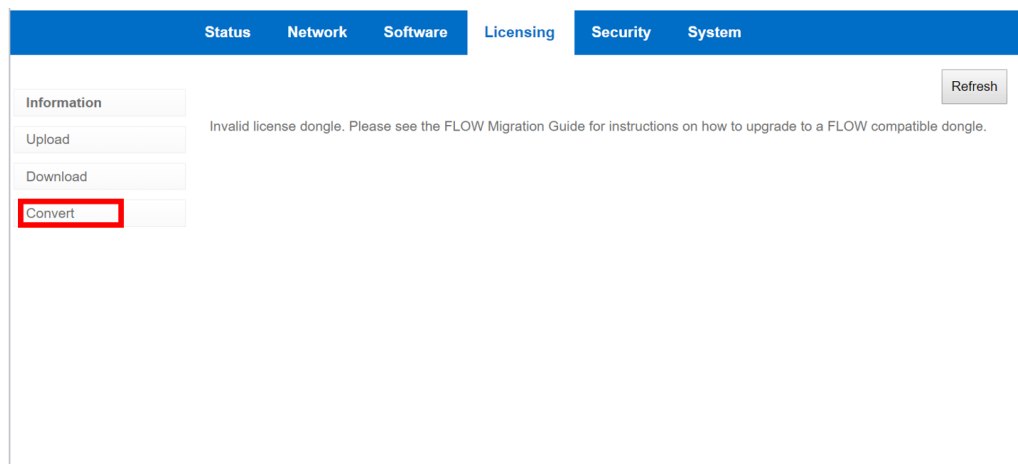 Status Network Software Licensing Security System
Refresh
Information
Upload
Download
Convert
Invalid license dongle. Please see the FLOW Migration Guide for instructions on how to upgrade to a FLOW compatible dongle.